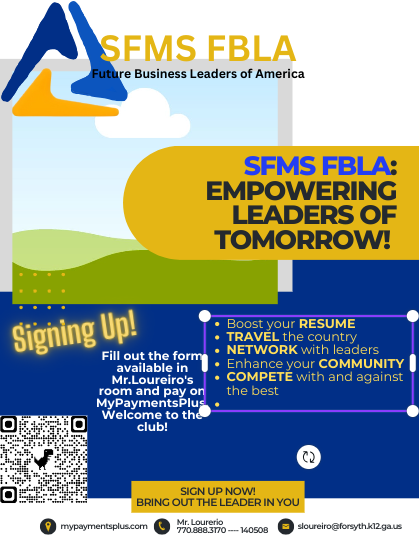 SFMS FBLA
Future Business Leaders of America
SFMS FBLA:
EMPOWERING
LEADERS OF
TOMORROW!
Signing Up!
Fill out the form
available in
Mr.Loureiro's
room and pay on
MyPaymentsPlus.
Welcome to the
club!
Boost your RESUME
TRAVEL the country
NETWORK with leaders
Enhance your COMMUNITY
COMPETE with and against
the best
SIGN UP NOW!
BRING OUT THE LEADER IN YOU
mypaymentsplus.com
Mr. Lourerio
770.888.3170 ---- 140508
sloureiro@forsyth.k12.ga.us